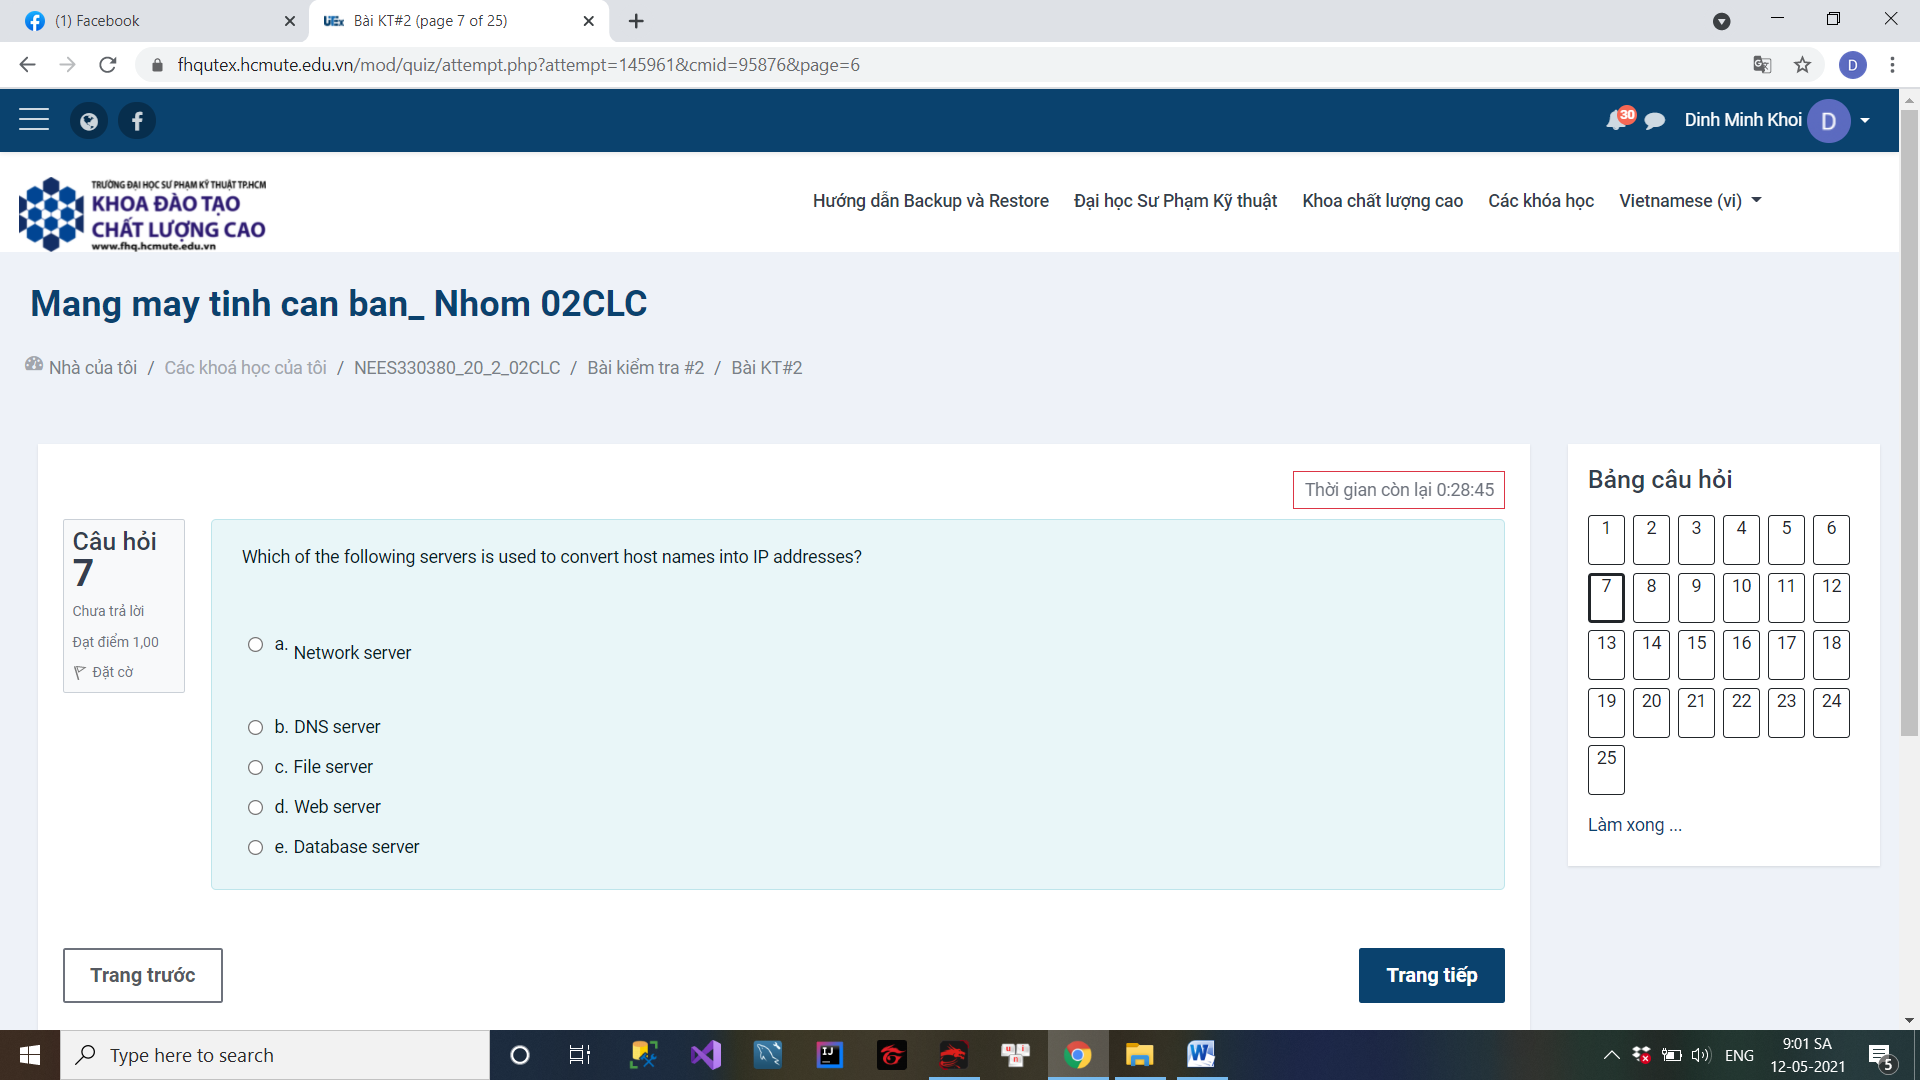 (1) Facebook
UTEx Bài KT#2 (page 7 of 25)
fhqutex.hcmute.edu.vn/mod/quiz/attempt.php?attempt=145961&cmid=95876&page=6
D
30
Dinh Minh Khoi
D
TRƯỜNG ĐẠI HỌC SƯ PHẠM KỸ THUẬT TP.HCM
KHOA ĐÀO TẠO
CHẤT LƯỢNG CAO
www.fhq.hcmute.edu.vn
Hướng dẫn Backup và Restore Đại học Sư Phạm Kỹ thuật Khoa chất lượng cao Các khóa học Vietnamese (vi)
Mang may tinh can ban_ Nhom 02CLC
Nhà của tôi / Các khoá học của tôi / NEES330380_20_2_02CLC / Bài kiểm tra #2 / Bài KT#2
Thời gian còn lại 0:28:45
Câu hỏi
7
Chưa trả lời
Đạt điểm 1,00
Đặt cờ
Which of the following servers is used to convert host names into IP addresses?
a. Network server
b. DNS server
c. File server
d. Web server
e. Database server
Trang trước
Trang tiếp
Bảng câu hỏi
1 2 3 4 5 6
7 8 9 10 11 12
13 14 15 16 17 18
19 20 21 22 23 24
25
Làm xong ...
Type here to search
IJ
W
ENG
9:01 SA
12-05-2021
5